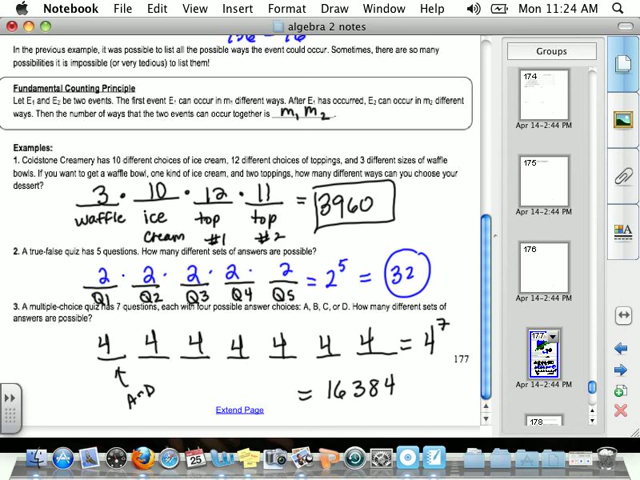 Notebook Edit View Insert Format Draw Window Help Mon 11:24 AM
algebra 2 notes
In the previous example, it was possible to list all the possible ways the event could occur. Sometimes, there are so many
possibilities it is impossible (or very tedious) to list them!
Fundamental Counting Principle
Let E1 and E2 be two events. The first event E1 can occur in m1 different ways. After E1 has occurred, E2 can occur in m2 different
ways. Then the number of ways that the two events can occur together is m1 m2.
Examples:
1. Coldstone Creamery has 10 different choices of ice cream, 12 different choices of toppings, and 3 different sizes of waffle
bowls. If you want to get a waffle bowl, one kind of ice cream, and two toppings, how many different ways can you choose your
dessert?
3 · 10 · 12 · 11 = 3960
waffle ice top top
cream #1 #2
2. A true-false quiz has 5 questions. How many different sets of answers are possible?
2 · 2 · 2 · 2 · 2 = 2^5 = 32
Q1 Q2 Q3 Q4 Q5
3. A multiple-choice quiz has 7 questions, each with four possible answer choices: A, B, C, or D. How many different sets of
answers are possible?
4 4 4 4 4 4 4 = 4^7
177
A→D
= 16384
Extend Page
Groups
174
Apr 14–2:44 PM
175
Apr 14–2:44 PM
176
Apr 14–2:44 PM
177
Apr 14–2:44 PM
178